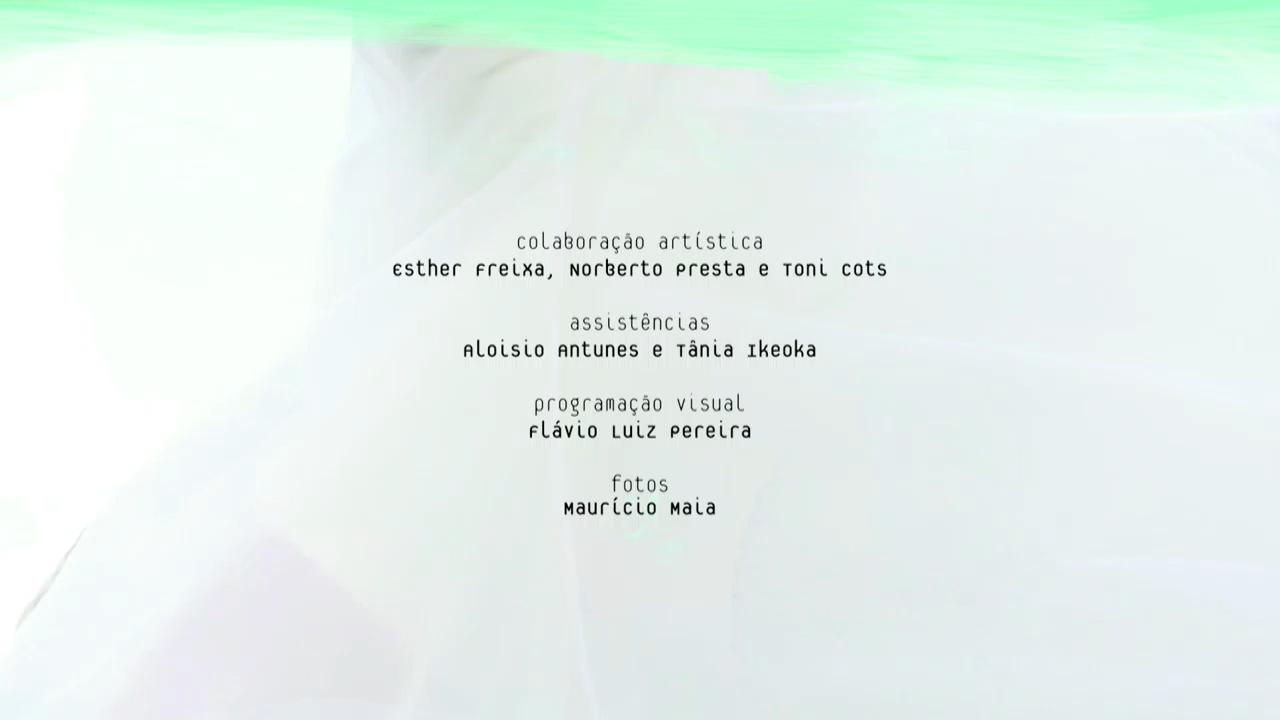 colaboração artística
Esther Freixa, Norberto Presta e Toni Cots
assistências
Aloisio Antunes e Tânia Ikeoka
programação visual
Flávio Luiz Pereira
fotos
Maurício Maia